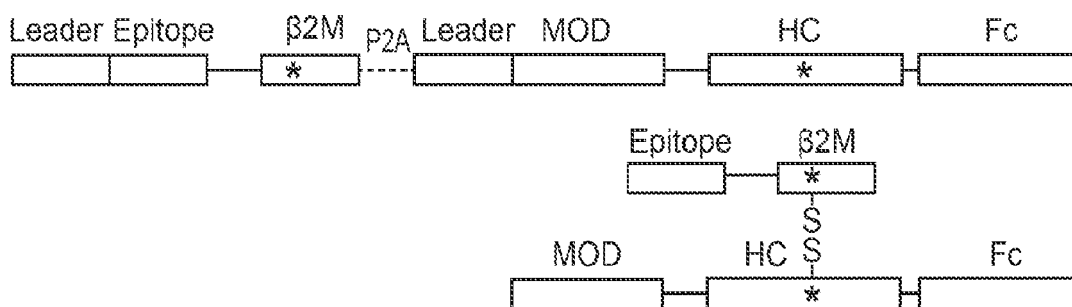 Leader Epitope β2M P2A Leader MOD HC Fc
*
*
Epitope β2M
*
S
S
MOD HC Fc
*